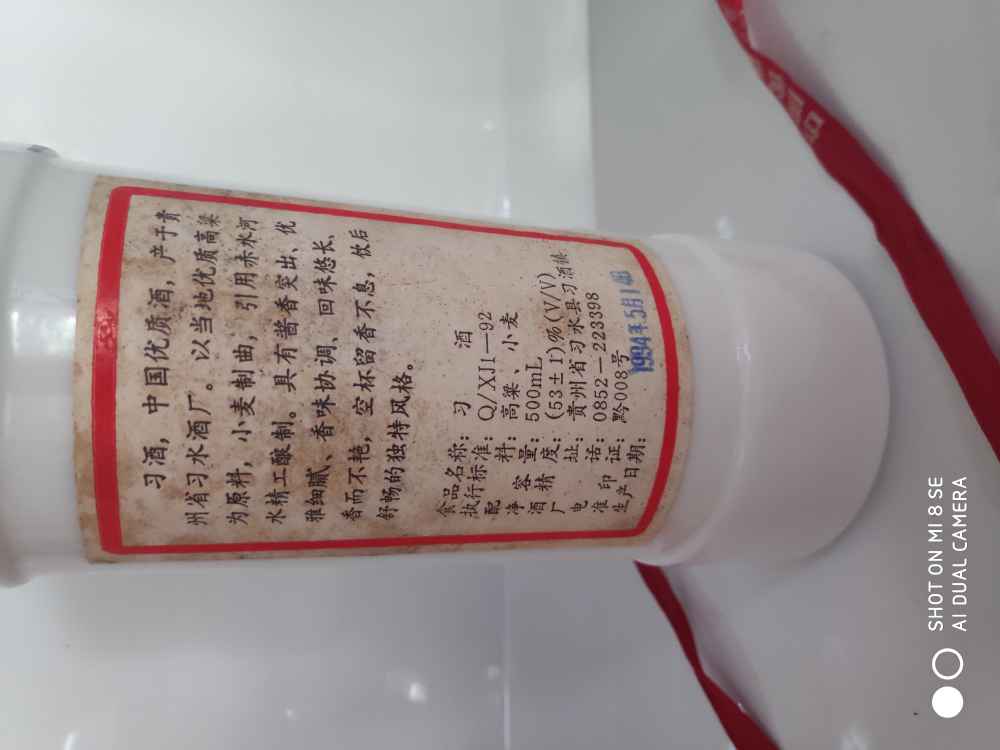 习酒，中国优质酒，产于贵
州省习水酒厂。以当地优质高粱
为原料，小麦制曲，引用赤水河
水精工酿制。具有酱香突出、优
雅细腻、香味协调、回味悠长、
香而不艳，空杯留香不息，饮后
舒畅的独特风格。
食品名称：习酒
执行标准：Q/XJ1—92
配料：高粱、小麦
净容量：500mL
酒精度：(53±1)%(V/V)
厂址：贵州省习水县习酒镇
电话：0852—223398
准印证：黔008号
生产日期：1994年5月14日
SHOT ON MI 8 SE
AI DUAL CAMERA